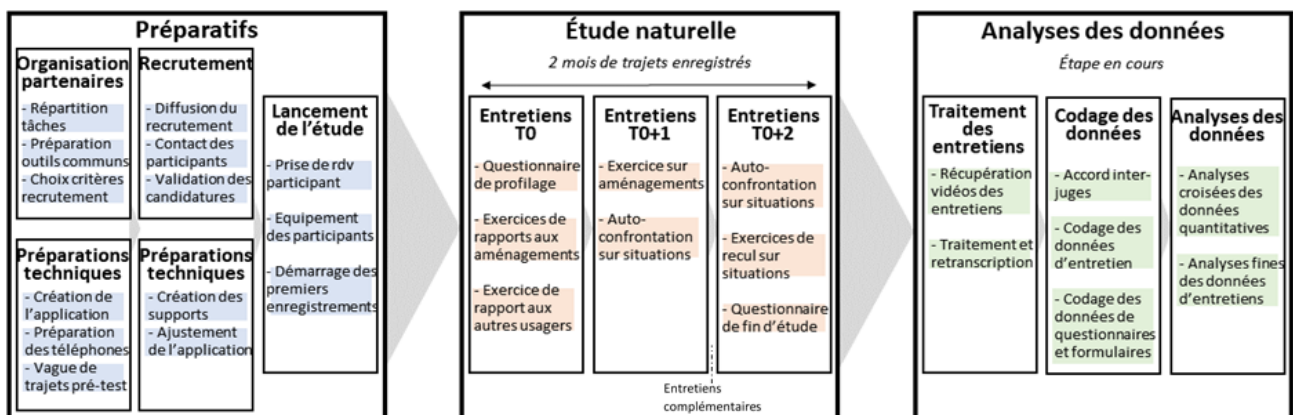 Préparatifs
Organisation
partenaires
- Répartition
tâches
- Préparation
outils communs
- Choix critères
recrutement
Recrutement
- Diffusion du
recrutement
- Contact des
participants
- Validation des
candidatures
Préparations
techniques
- Création de
l'application
- Préparation
des téléphones
- Vague de
trajets pré-test
Préparations
techniques
- Création des
supports
- Ajustement
de l'application
Lancement
de l'étude
- Prise de rdv
participant
- Equipement
des participants
- Démarrage des
premiers
enregistrements
Étude naturelle
2 mois de trajets enregistrés
Entretiens
T0
- Questionnaire
de profilage
- Exercices de
rapports aux
aménagements
- Exercice de
rapport aux
autres usagers
Entretiens
T0+1
- Exercice sur
aménagements
- Auto-
confrontation
sur situations
Entretiens
T0+2
- Auto-
confrontation
sur situations
- Exercices de
recul sur
situations
- Questionnaire
de fin d'étude
Entretiens
complémentaires
Analyses des données
Étape en cours
Traitement
des
entretiens
- Récupération
vidéos des
entretiens
- Traitement et
retranscription
Codage des
données
- Accord inter-
juges
- Codage des
données
d'entretien
- Codage des
données de
questionnaires
et formulaires
Analyses des
données
- Analyses
croisées des
données
quantitatives
- Analyses fines
des données
d'entretiens